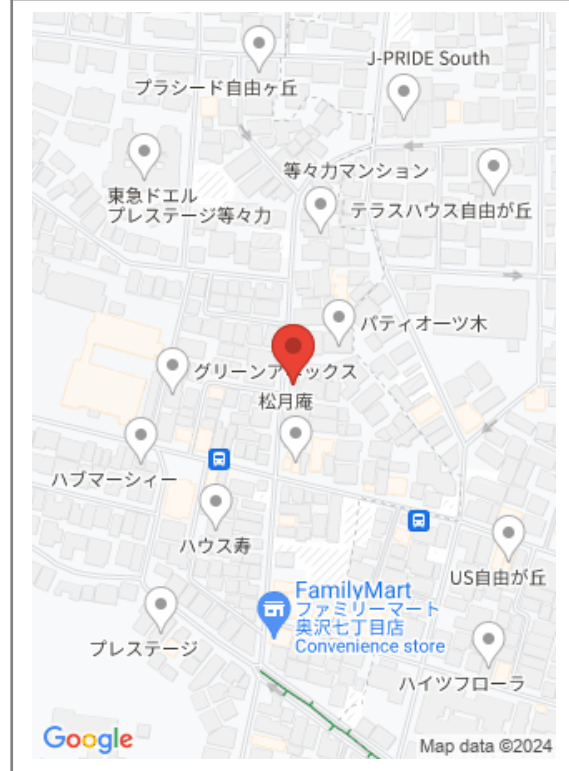 J-PRIDE South
プラシード自由ヶ丘
等々力マンション
東急ドエル
プレステージ等々力
テラスハウス自由が丘
パティオーツ木
グリーンアネックス
松月庵
ハブマーシィー
ハウス寿
US自由が丘
FamilyMart
ファミリーマート
奥沢七丁目店
Convenience store
プレステージ
ハイツフローラ
Google
Map data ©2024